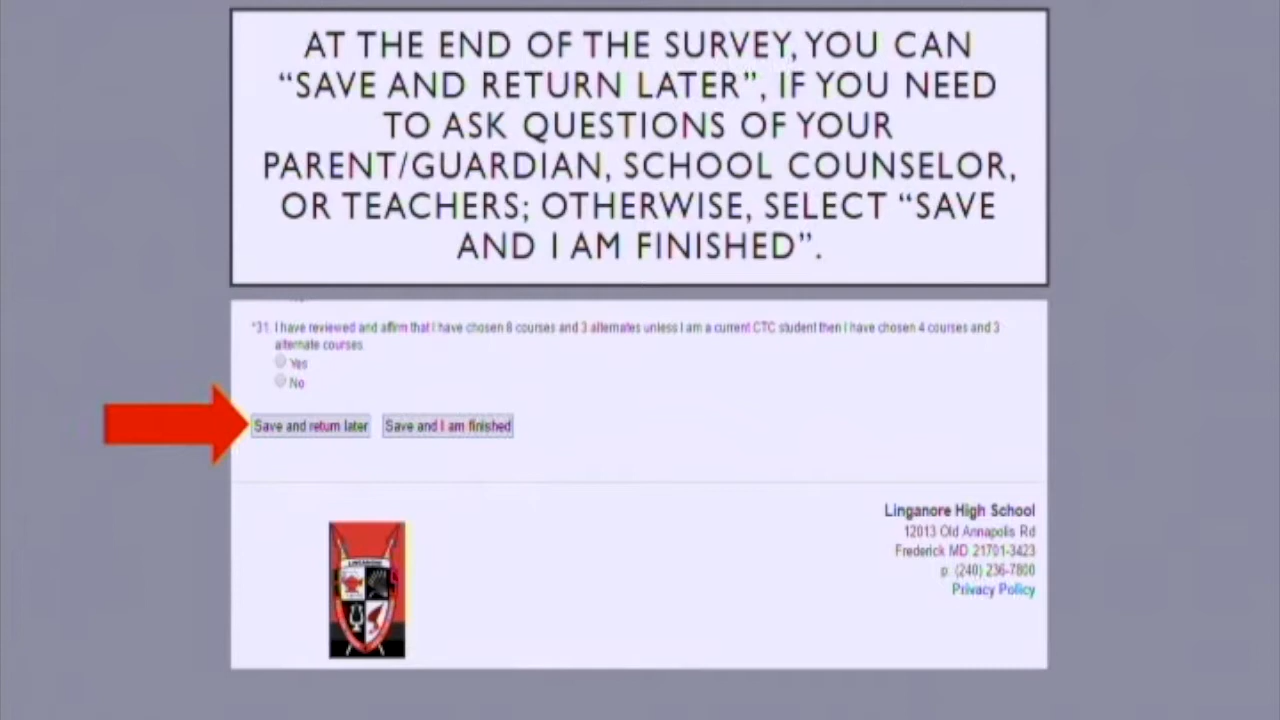 AT THE END OF THE SURVEY, YOU CAN
“SAVE AND RETURN LATER”, IF YOU NEED
TO ASK QUESTIONS OF YOUR
PARENT/GUARDIAN, SCHOOL COUNSELOR,
OR TEACHERS; OTHERWISE, SELECT “SAVE
AND I AM FINISHED”.
*31. I have reviewed and affirm that I have chosen 8 courses and 3 alternates unless I am a current CTC student then I have chosen 4 courses and 3
alternate courses.
Yes
No
Save and return later Save and I am finished
LINGANORE
Linganore High School
12013 Old Annapolis Rd
Frederick MD 21701-3423
p. (240) 236-7800
Privacy Policy